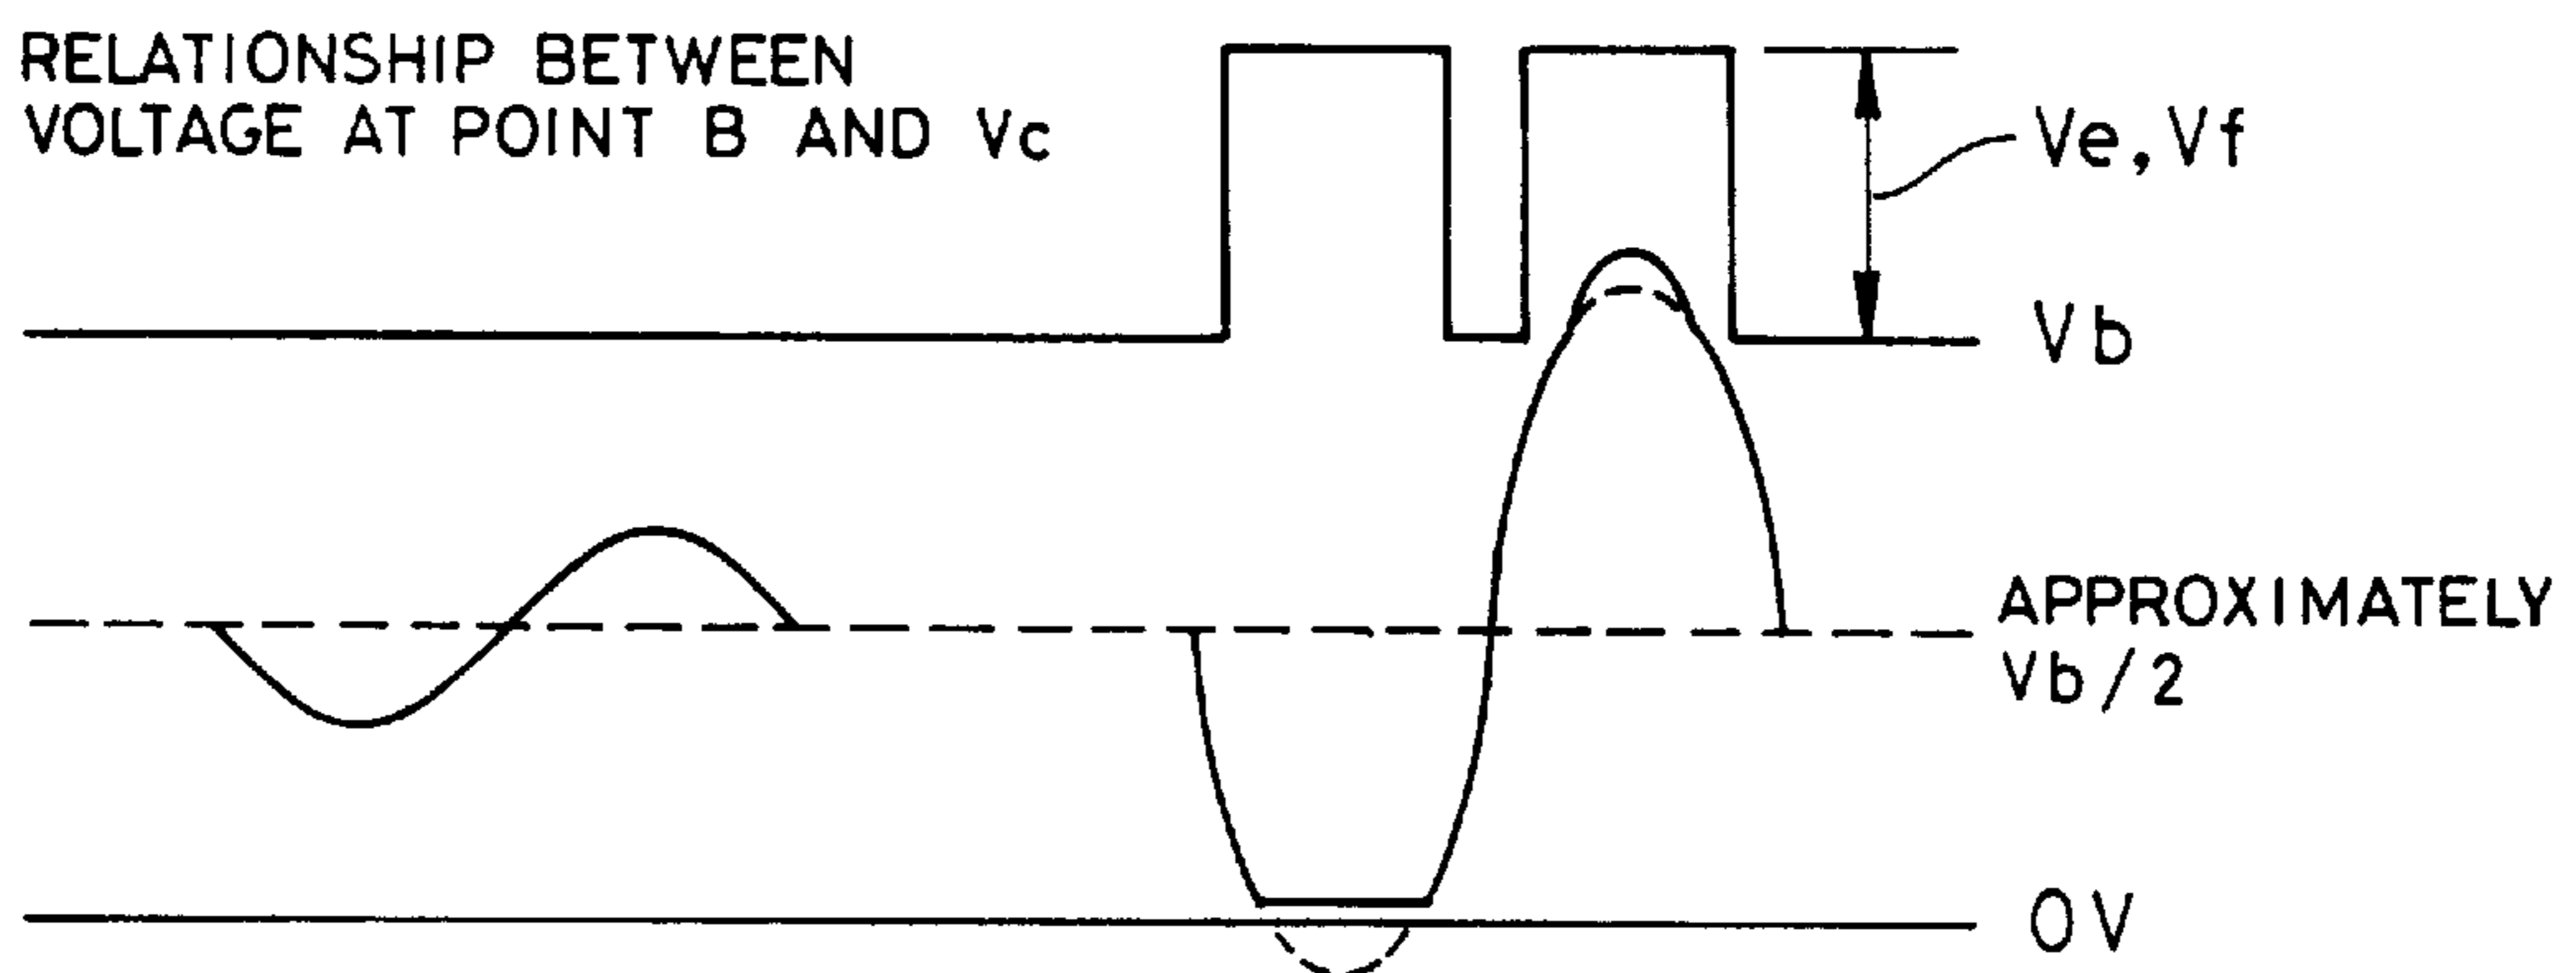 RELATIONSHIP BETWEEN
VOLTAGE AT POINT B AND Vc
Ve, Vf
Vb
APPROXIMATELY
Vb/2
0V